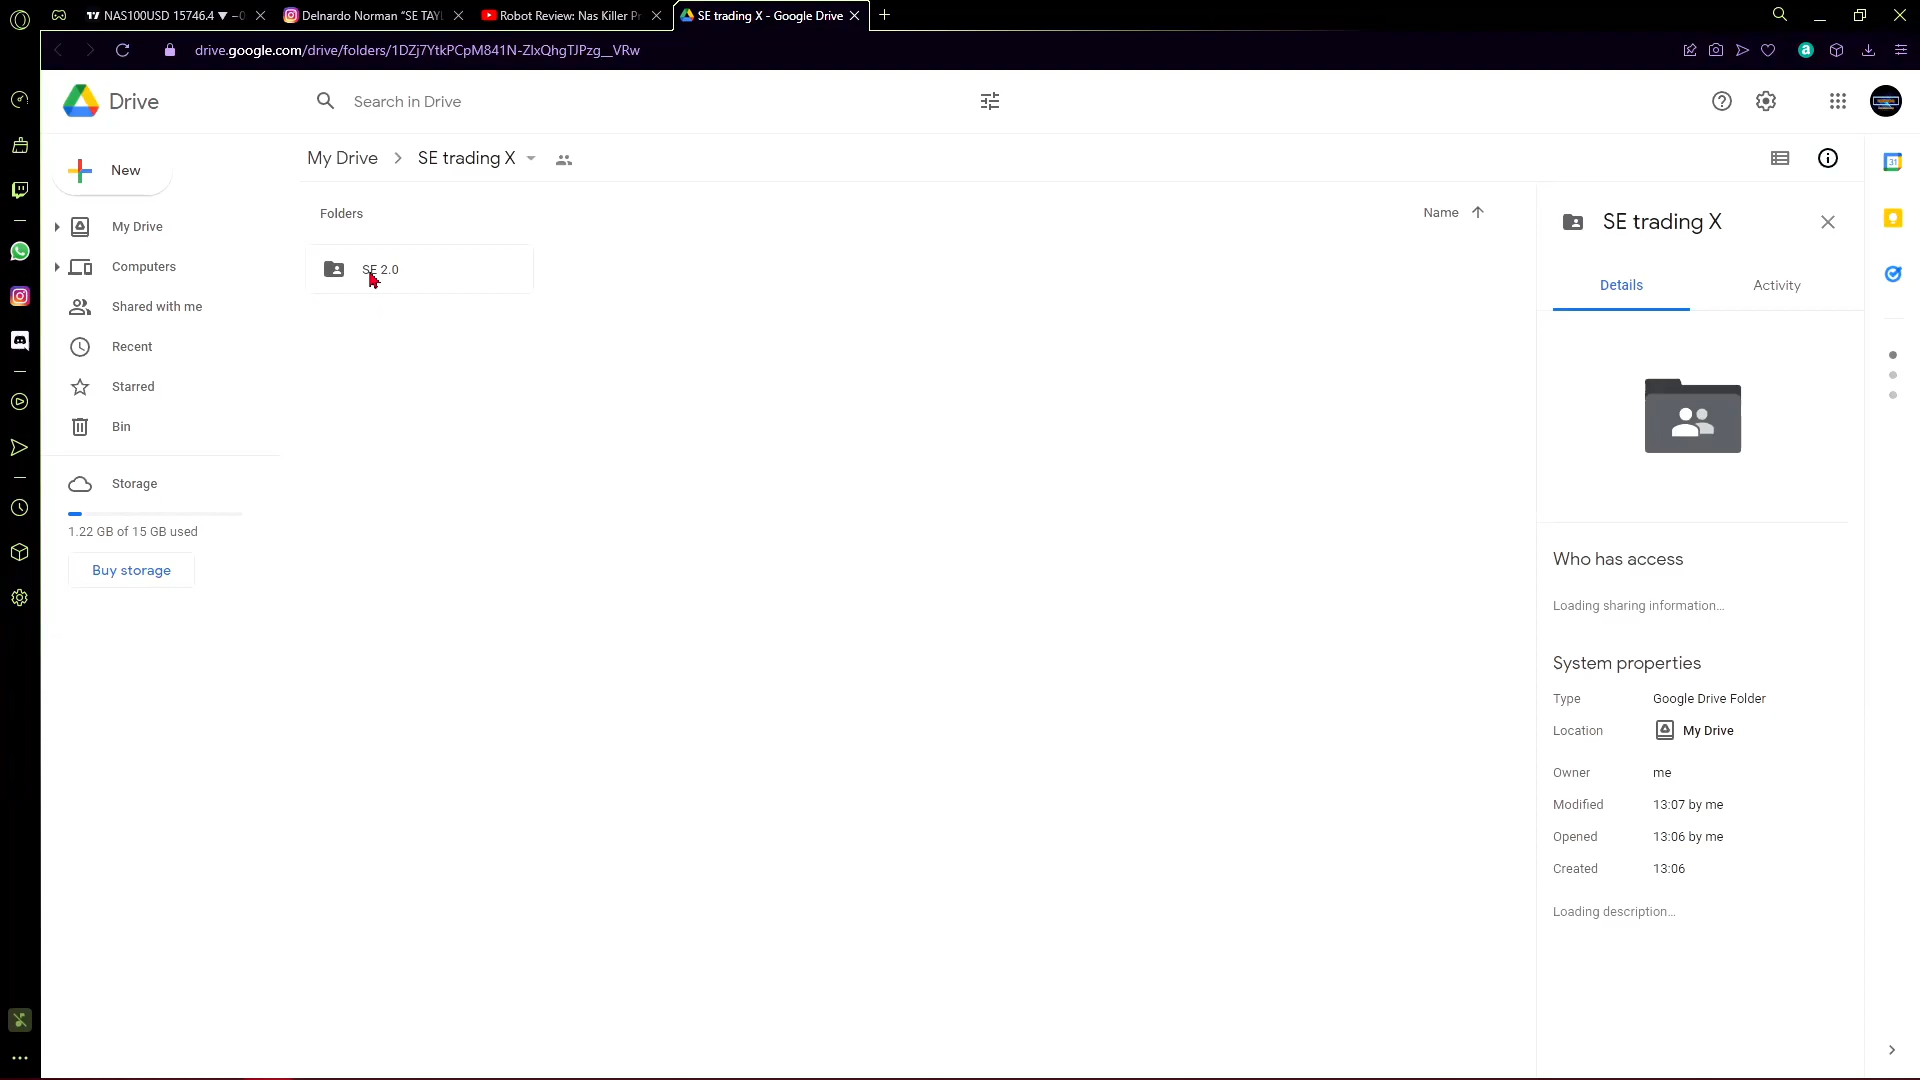 NAS100USD 15746.4 ▼ −0
Delnardo Norman "SE TAYL
Robot Review: Nas Killer Pr
SE trading X - Google Drive
drive.google.com/drive/folders/1DZj7YtkPCpM841N-ZlxQhgTJPzg__VRw
a
Drive
Search in Drive
New
My Drive
Computers
Shared with me
Recent
Starred
Bin
Storage
1.22 GB of 15 GB used
Buy storage
My Drive
SE trading X
Folders
Name
SE 2.0
SE trading X
Details
Activity
Who has access
Loading sharing information...
System properties
Type
Google Drive Folder
Location
My Drive
Owner
me
Modified
13:07 by me
Opened
13:06 by me
Created
13:06
Loading description...
31